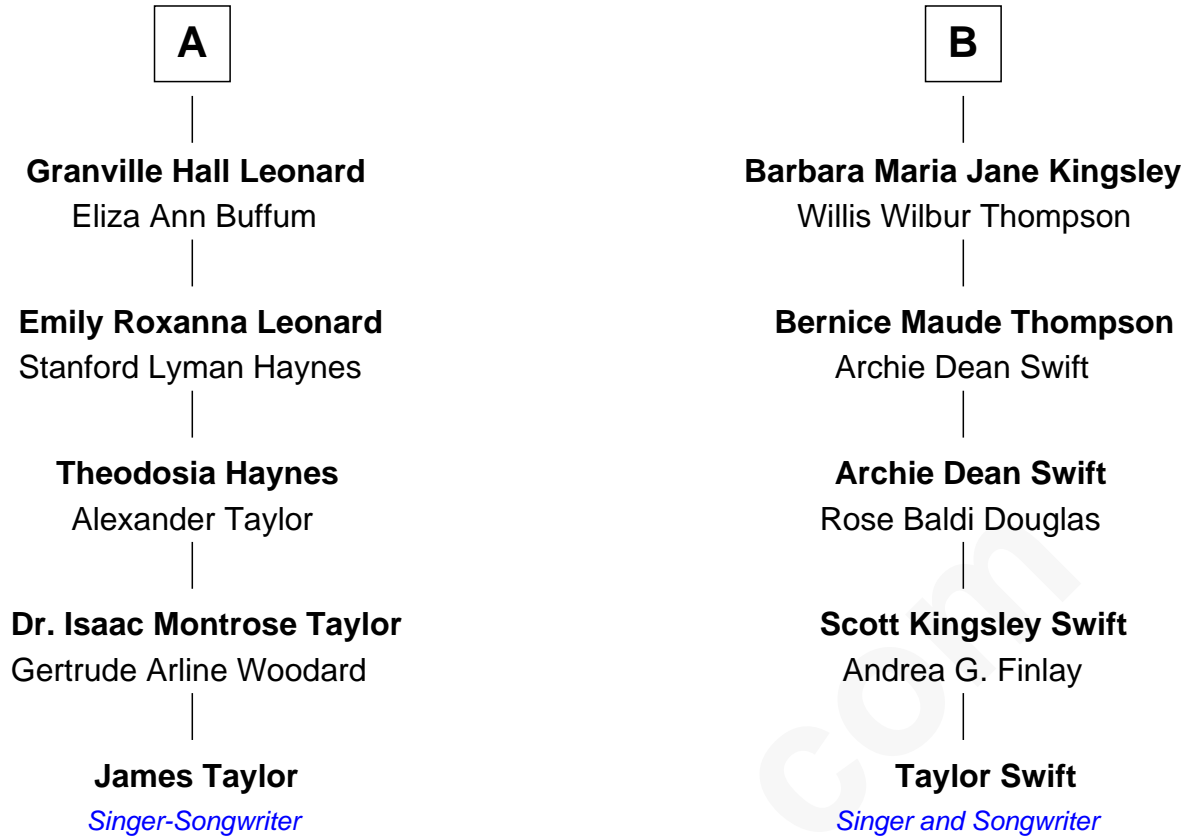 A
Granville Hall Leonard
Eliza Ann Buffum
Emily Roxanna Leonard
Stanford Lyman Haynes
Theodosia Haynes
Alexander Taylor
Dr. Isaac Montrose Taylor
Gertrude Arline Woodard
James Taylor
Singer-Songwriter
B
Barbara Maria Jane Kingsley
Willis Wilbur Thompson
Bernice Maude Thompson
Archie Dean Swift
Archie Dean Swift
Rose Baldi Douglas
Scott Kingsley Swift
Andrea G. Finlay
Taylor Swift
Singer and Songwriter
com